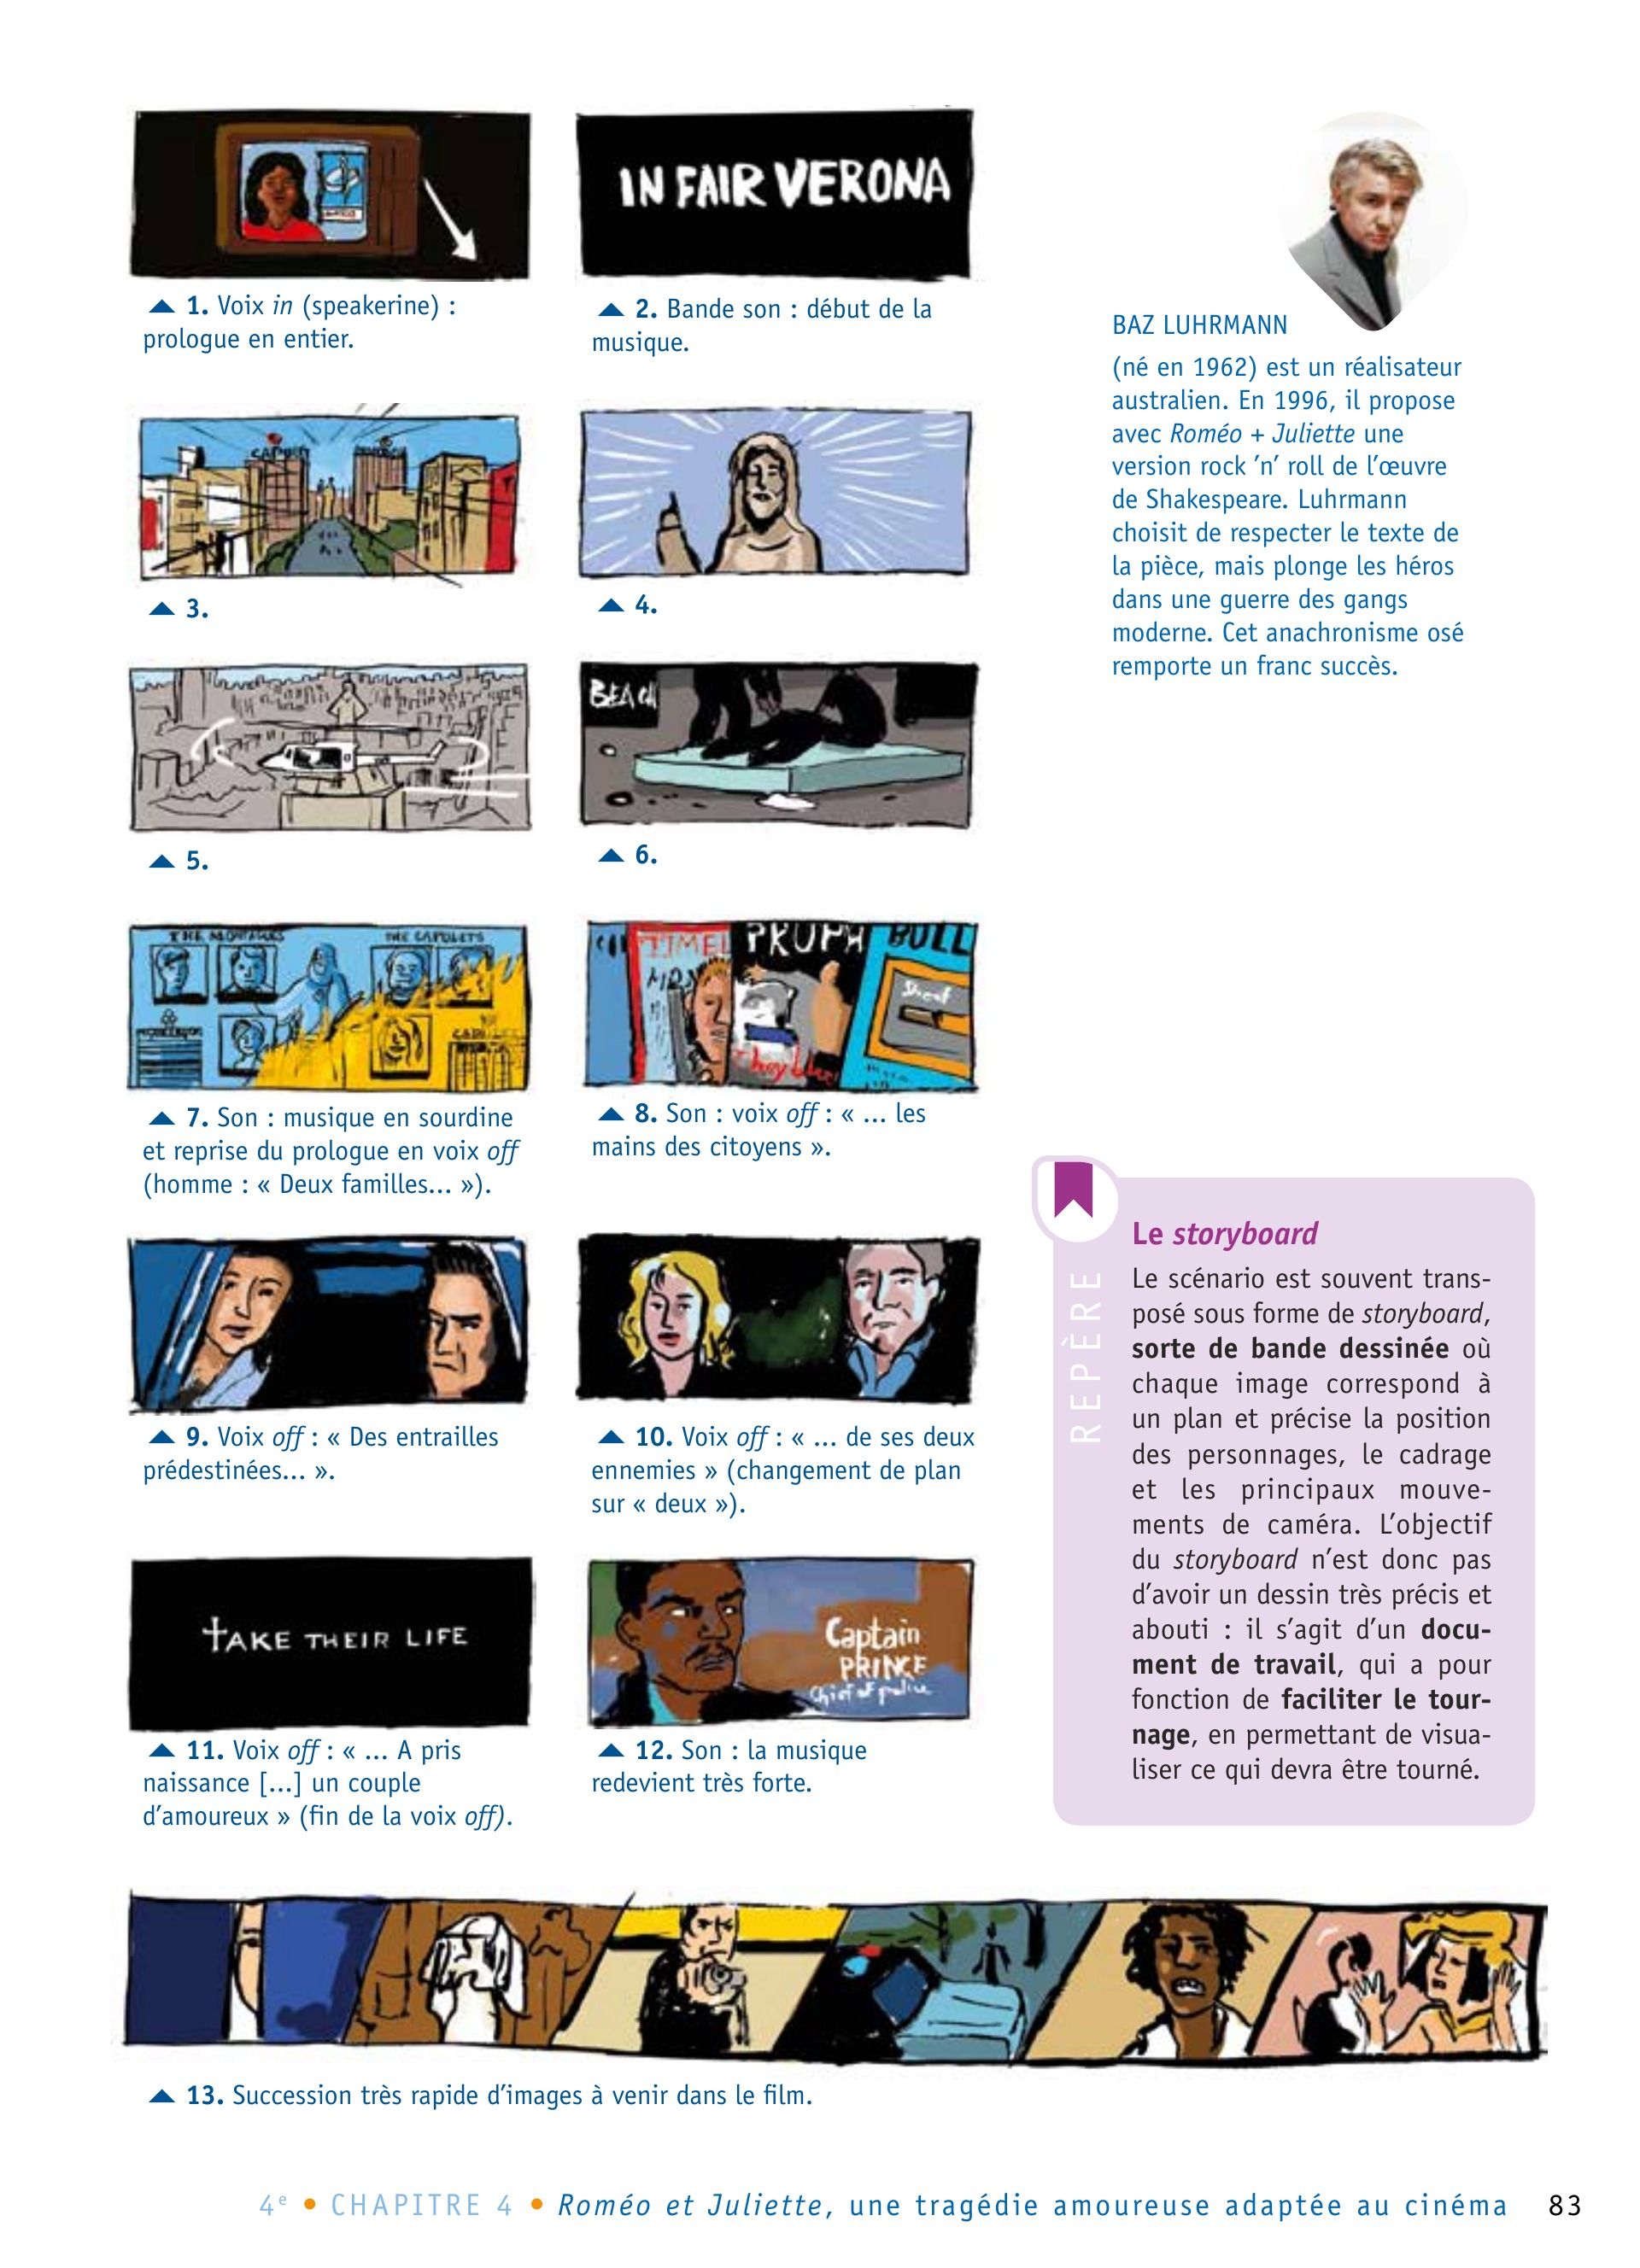 IN FAIR VERONA
▲ 1. Voix in (speakerine) :
prologue en entier.
▲ 2. Bande son : début de la
musique.
BAZ LUHRMANN
(né en 1962) est un réalisateur
australien. En 1996, il propose
avec Roméo + Juliette une
version rock ’n’ roll de l’œuvre
de Shakespeare. Luhrmann
choisit de respecter le texte de
la pièce, mais plonge les héros
dans une guerre des gangs
moderne. Cet anachronisme osé
remporte un franc succès.
CAPULET
▲ 3.
▲ 4.
BEACH
▲ 5.
▲ 6.
THE MONTAGUES
THE CAPULETS
TIMEL
PROPH
BULL
▲ 7. Son : musique en sourdine
et reprise du prologue en voix off
(homme : « Deux familles... »).
▲ 8. Son : voix off : « ... les
mains des citoyens ».
▲ 9. Voix off : « Des entrailles
prédestinées... ».
▲ 10. Voix off : « ... de ses deux
ennemies » (changement de plan
sur « deux »).
TAKE THEIR LIFE
Captain
PRINCE
Chief of police
▲ 11. Voix off : « ... A pris
naissance [...] un couple
d’amoureux » (fin de la voix off).
▲ 12. Son : la musique
redevient très forte.
REPÈRE
Le storyboard
Le scénario est souvent trans-
posé sous forme de storyboard,
sorte de bande dessinée où
chaque image correspond à
un plan et précise la position
des personnages, le cadrage
et les principaux mouve-
ments de caméra. L’objectif
du storyboard n’est donc pas
d’avoir un dessin très précis et
abouti : il s’agit d’un docu-
ment de travail, qui a pour
fonction de faciliter le tour-
nage, en permettant de visua-
liser ce qui devra être tourné.
▲ 13. Succession très rapide d’images à venir dans le film.
4e • CHAPITRE 4 • Roméo et Juliette, une tragédie amoureuse adaptée au cinéma 83